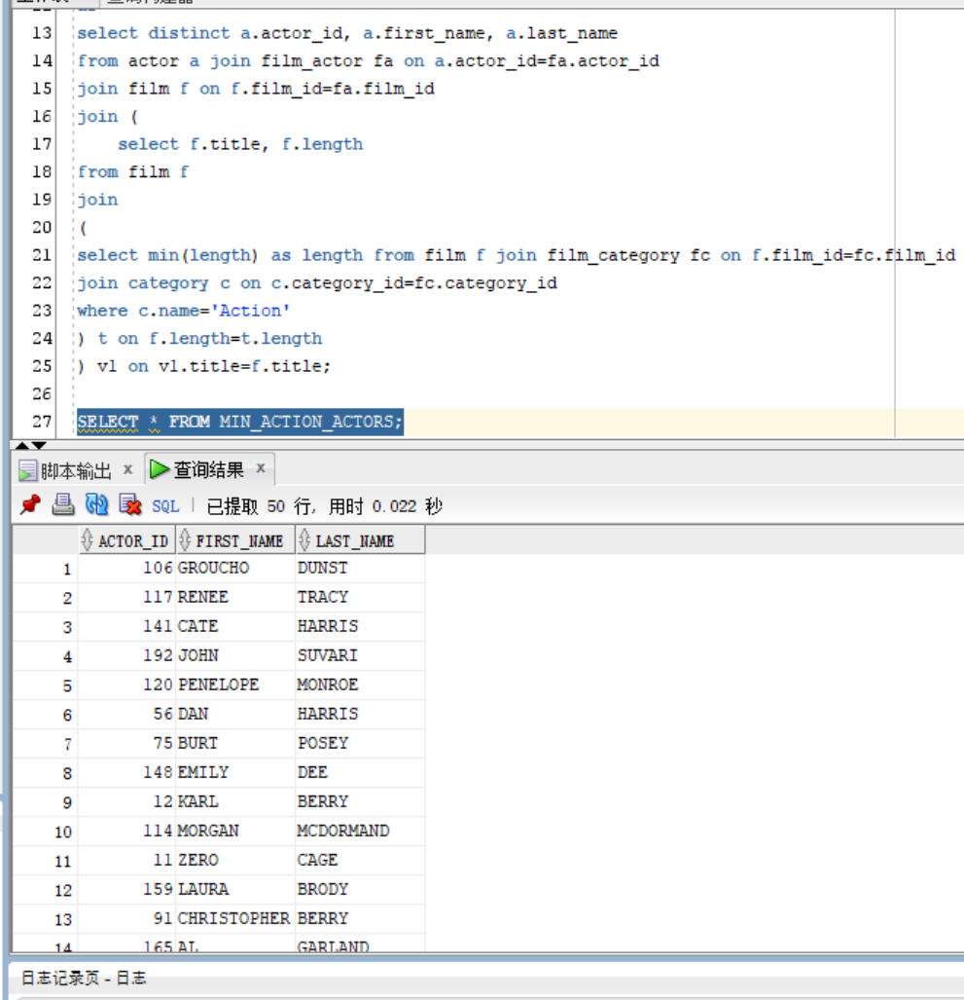 13 select distinct a.actor_id, a.first_name, a.last_name
14 from actor a join film_actor fa on a.actor_id=fa.actor_id
15 join film f on f.film_id=fa.film_id
16 join (
17 select f.title, f.length
18 from film f
19 join
20 (
21 select min(length) as length from film f join film_category fc on f.film_id=fc.film_id
22 join category c on c.category_id=fc.category_id
23 where c.name='Action'
24 ) t on f.length=t.length
25 ) v1 on v1.title=f.title;
26
27 SELECT * FROM MIN_ACTION_ACTORS;
脚本输出 x 查询结果 x
SQL | 已提取 50 行, 用时 0.022 秒
ACTOR_ID FIRST_NAME LAST_NAME
1 106 GROUCHO DUNST
2 117 RENEE TRACY
3 141 CATE HARRIS
4 192 JOHN SUVARI
5 120 PENELOPE MONROE
6 56 DAN HARRIS
7 75 BURT POSEY
8 148 EMILY DEE
9 12 KARL BERRY
10 114 MORGAN MCDORMAND
11 11 ZERO CAGE
12 159 LAURA BRODY
13 91 CHRISTOPHER BERRY
14 165 AL GARLAND
日志记录页 - 日志